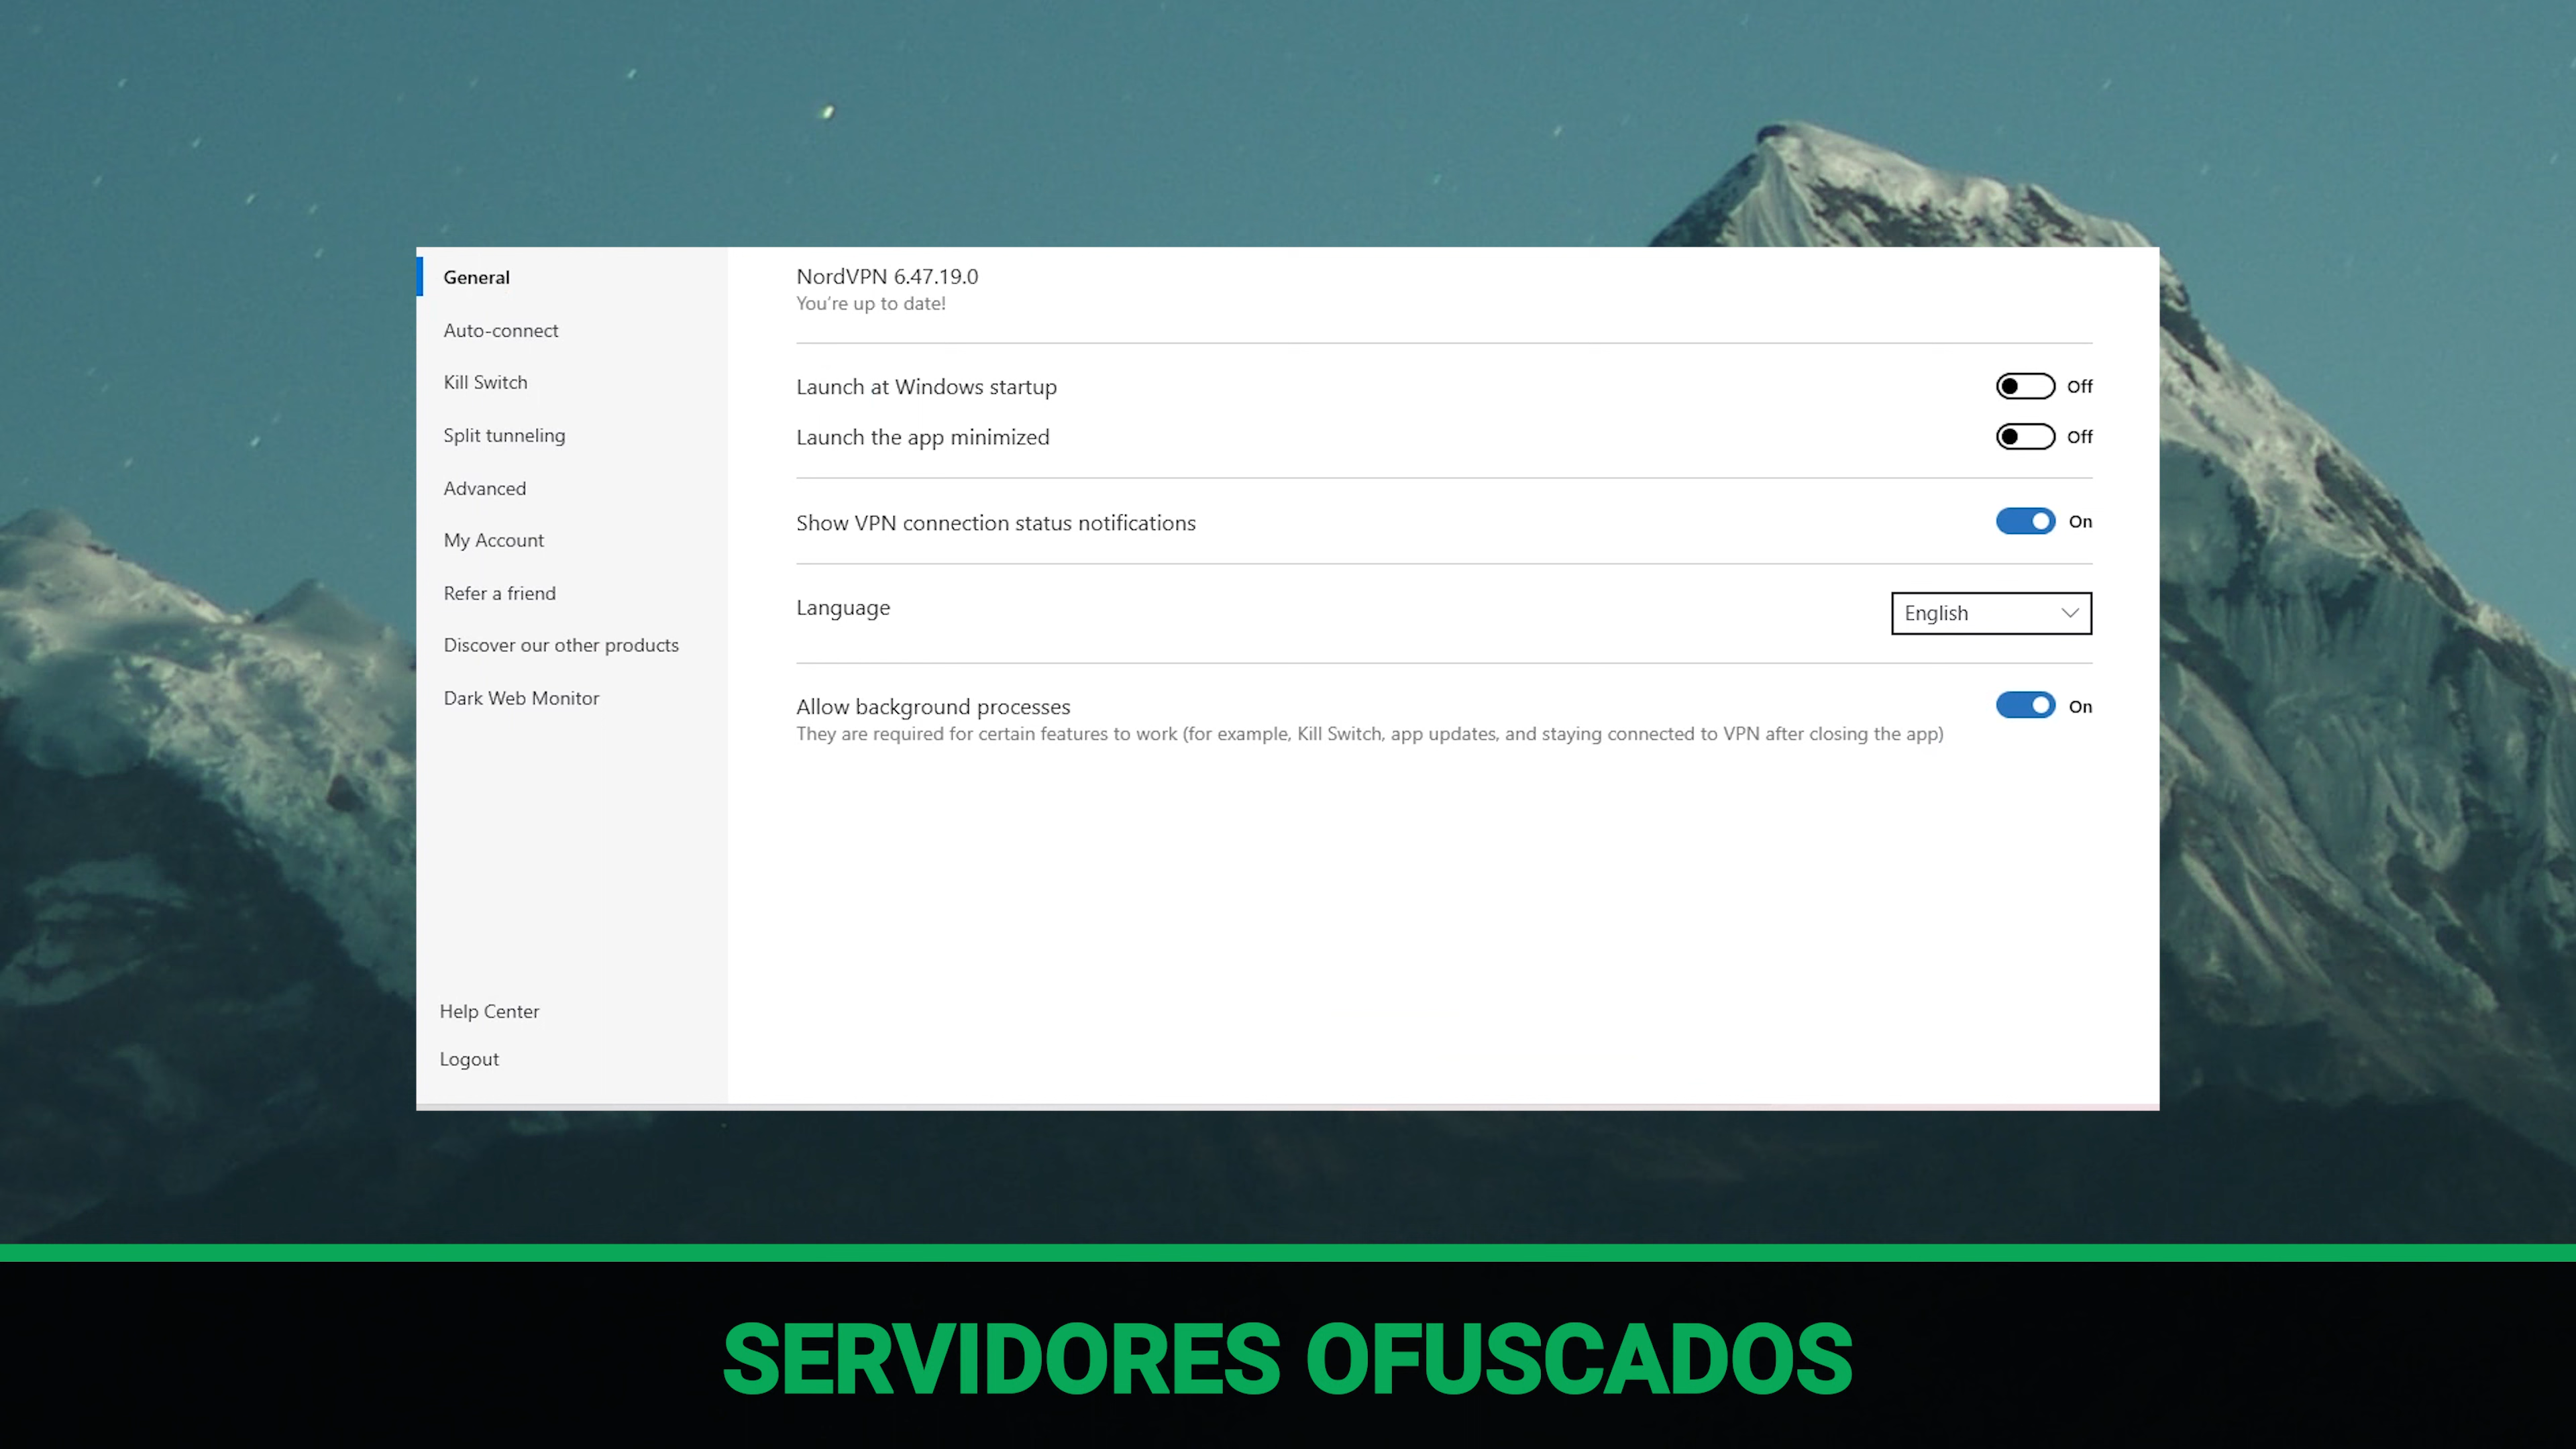 General
Auto-connect
Kill Switch
Split tunneling
Advanced
My Account
Refer a friend
Discover our other products
Dark Web Monitor
Help Center
Logout
NordVPN 6.47.19.0
You're up to date!
Launch at Windows startup Off
Launch the app minimized Off
Show VPN connection status notifications On
Language English
Allow background processes On
They are required for certain features to work (for example, Kill Switch, app updates, and staying connected to VPN after closing the app)
SERVIDORES OFUSCADOS